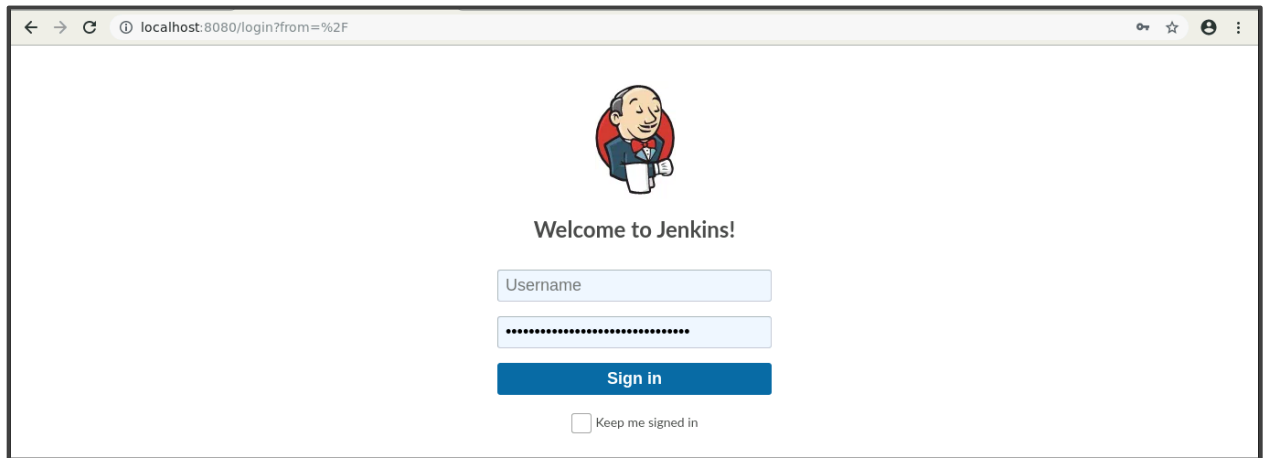 localhost:8080/login?from=%2F
Welcome to Jenkins!
Username
••••••••••••••••••••••••••••••••
Sign in
Keep me signed in